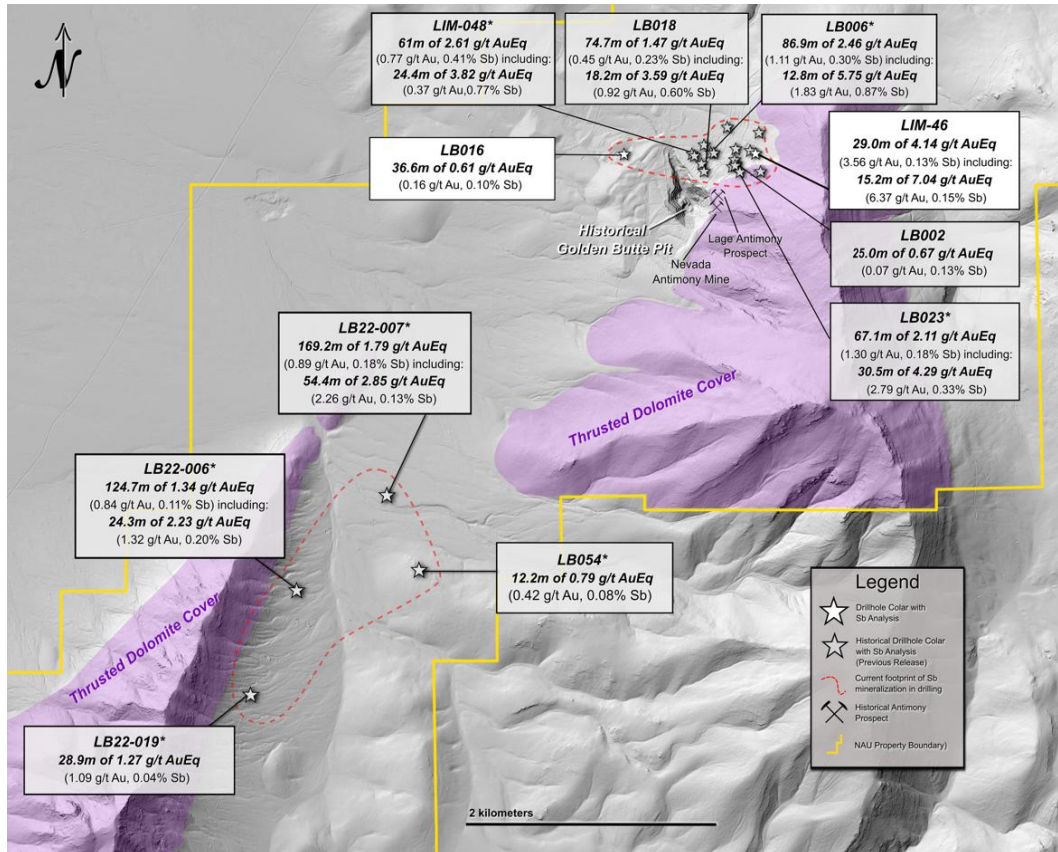 N
LIM-048*
61m of 2.61 g/t AuEq
(0.77 g/t Au, 0.41% Sb) including:
24.4m of 3.82 g/t AuEq
(0.37 g/t Au,0.77% Sb)
LB018
74.7m of 1.47 g/t AuEq
(0.45 g/t Au, 0.23% Sb) including:
18.2m of 3.59 g/t AuEq
(0.92 g/t Au, 0.60% Sb)
LB006*
86.9m of 2.46 g/t AuEq
(1.11 g/t Au, 0.30% Sb) including:
12.8m of 5.75 g/t AuEq
(1.83 g/t Au, 0.87% Sb)
LB016
36.6m of 0.61 g/t AuEq
(0.16 g/t Au, 0.10% Sb)
LIM-46
29.0m of 4.14 g/t AuEq
(3.56 g/t Au, 0.13% Sb) including:
15.2m of 7.04 g/t AuEq
(6.37 g/t Au, 0.15% Sb)
Historical
Golden Butte Pit
Lage Antimony
Prospect
Nevada
Antimony Mine
LB002
25.0m of 0.67 g/t AuEq
(0.07 g/t Au, 0.13% Sb)
LB023*
67.1m of 2.11 g/t AuEq
(1.30 g/t Au, 0.18% Sb) including:
30.5m of 4.29 g/t AuEq
(2.79 g/t Au, 0.33% Sb)
LB22-007*
169.2m of 1.79 g/t AuEq
(0.89 g/t Au, 0.18% Sb) including:
54.4m of 2.85 g/t AuEq
(2.26 g/t Au, 0.13% Sb)
Thrusted Dolomite Cover
LB22-006*
124.7m of 1.34 g/t AuEq
(0.84 g/t Au, 0.11% Sb) including:
24.3m of 2.23 g/t AuEq
(1.32 g/t Au, 0.20% Sb)
LB054*
12.2m of 0.79 g/t AuEq
(0.42 g/t Au, 0.08% Sb)
Thrusted Dolomite Cover
LB22-019*
28.9m of 1.27 g/t AuEq
(1.09 g/t Au, 0.04% Sb)
2 kilometers
Legend
Drillhole Colar with
Sb Analysis
Historical Drillhole Colar
with Sb Analysis
(Previous Release)
Current footprint of Sb
mineralization in drilling
Historical Antimony
Prospect
NAU Property Boundary)